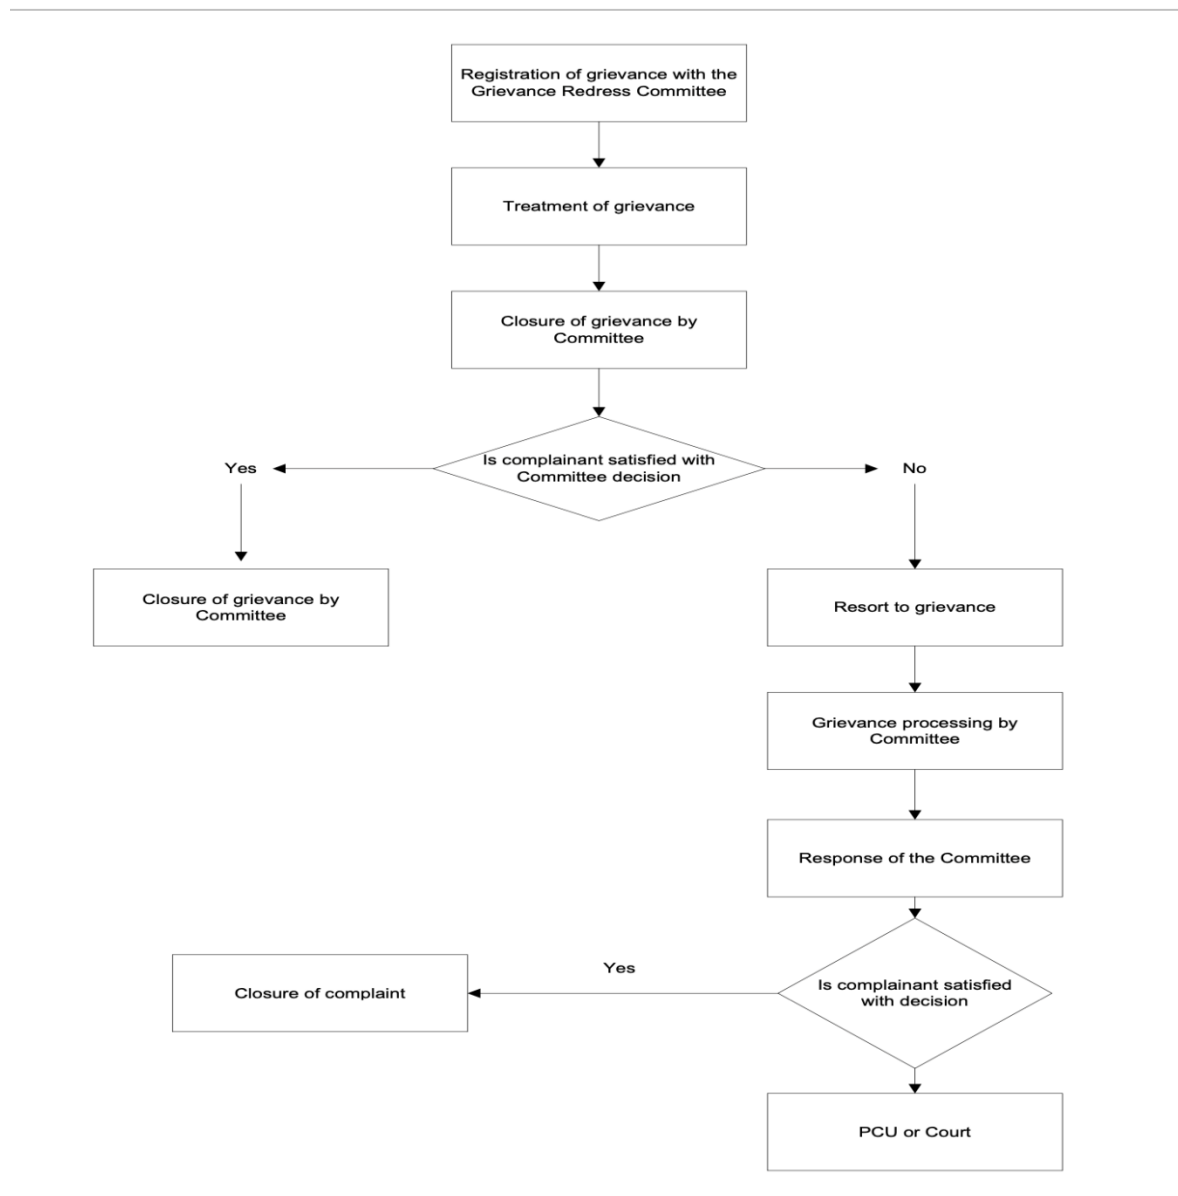 Registration of grievance with the
Grievance Redress Committee
Treatment of grievance
Closure of grievance by
Committee
Is complainant satisfied with
Committee decision
Yes
No
Closure of grievance by
Committee
Resort to grievance
Grievance processing by
Committee
Response of the Committee
Yes
Is complainant satisfied
with decision
Closure of complaint
PCU or Court